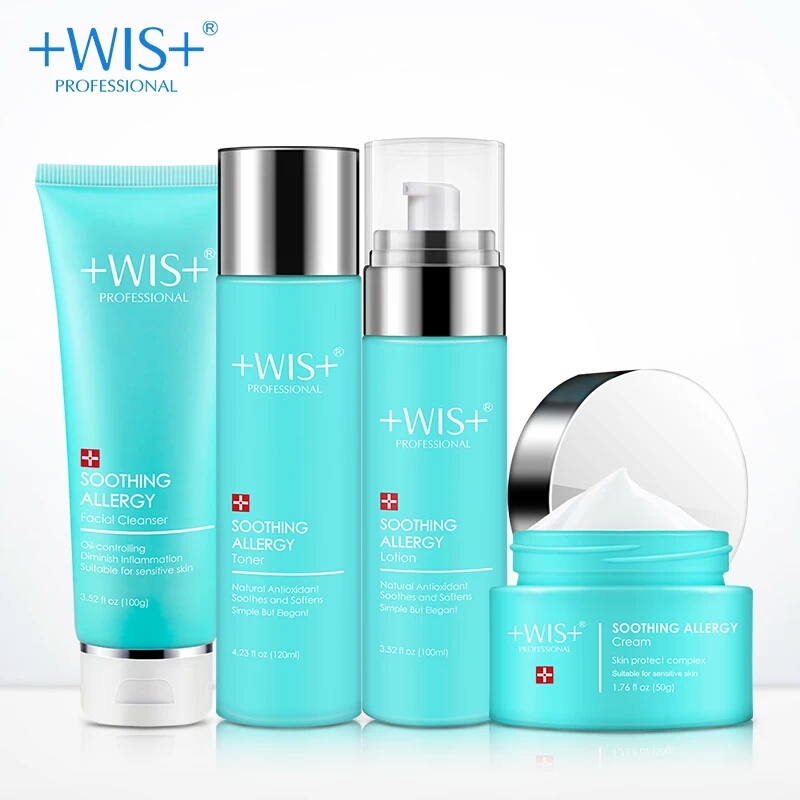 +WIS+®
PROFESSIONAL
+WIS+®
PROFESSIONAL
SOOTHING
ALLERGY
Facial Cleanser
Oil-controlling
Diminish Inflammation
Suitable for sensitive skin
3.52 fl oz (100g)
+WIS+®
PROFESSIONAL
SOOTHING
ALLERGY
Toner
Natural Antioxidant
Soothes and Softens
Simple But Elegant
4.23 fl oz (120ml)
+WIS+®
PROFESSIONAL
SOOTHING
ALLERGY
Lotion
Natural Antioxidant
Soothes and Softens
Simple But Elegant
3.52 fl oz (100ml)
+WIS+®
PROFESSIONAL
SOOTHING ALLERGY
Cream
Skin protect complex
Suitable for sensitive skin
1.76 fl oz (50g)